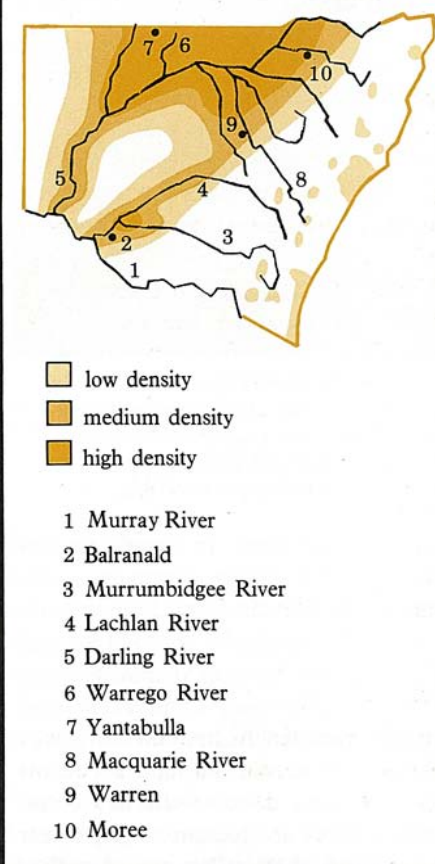 7
6
10
9
5
4
8
2
3
1
low density
medium density
high density
1 Murray River
2 Balranald
3 Murrumbidgee River
4 Lachlan River
5 Darling River
6 Warrego River
7 Yantabulla
8 Macquarie River
9 Warren
10 Moree